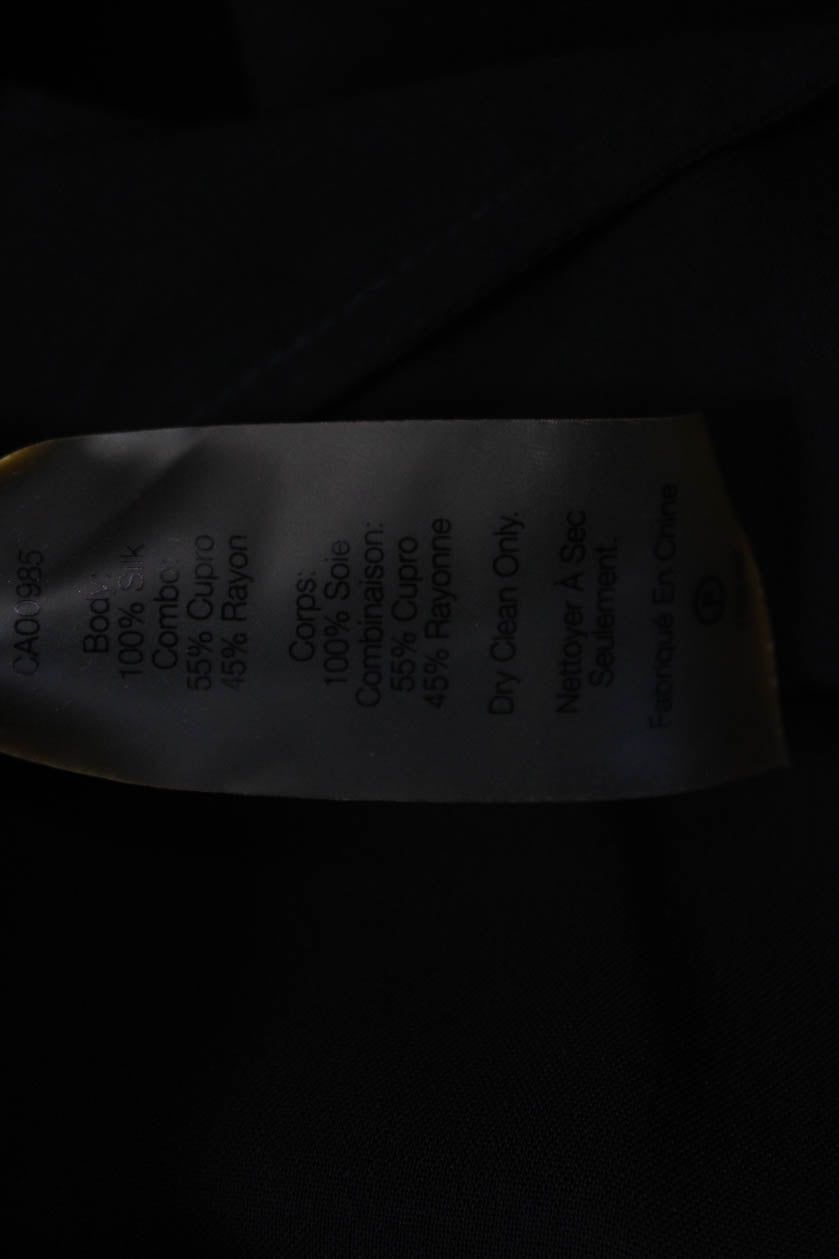 CA00985
Body:
100% Silk
Combo:
55% Cupro
45% Rayon
Corps:
100% Soie
Combinaison:
55% Cupro
45% Rayonne
Dry Clean Only.
Nettoyer À Sec
Seulement.
Fabriqué En Chine
P